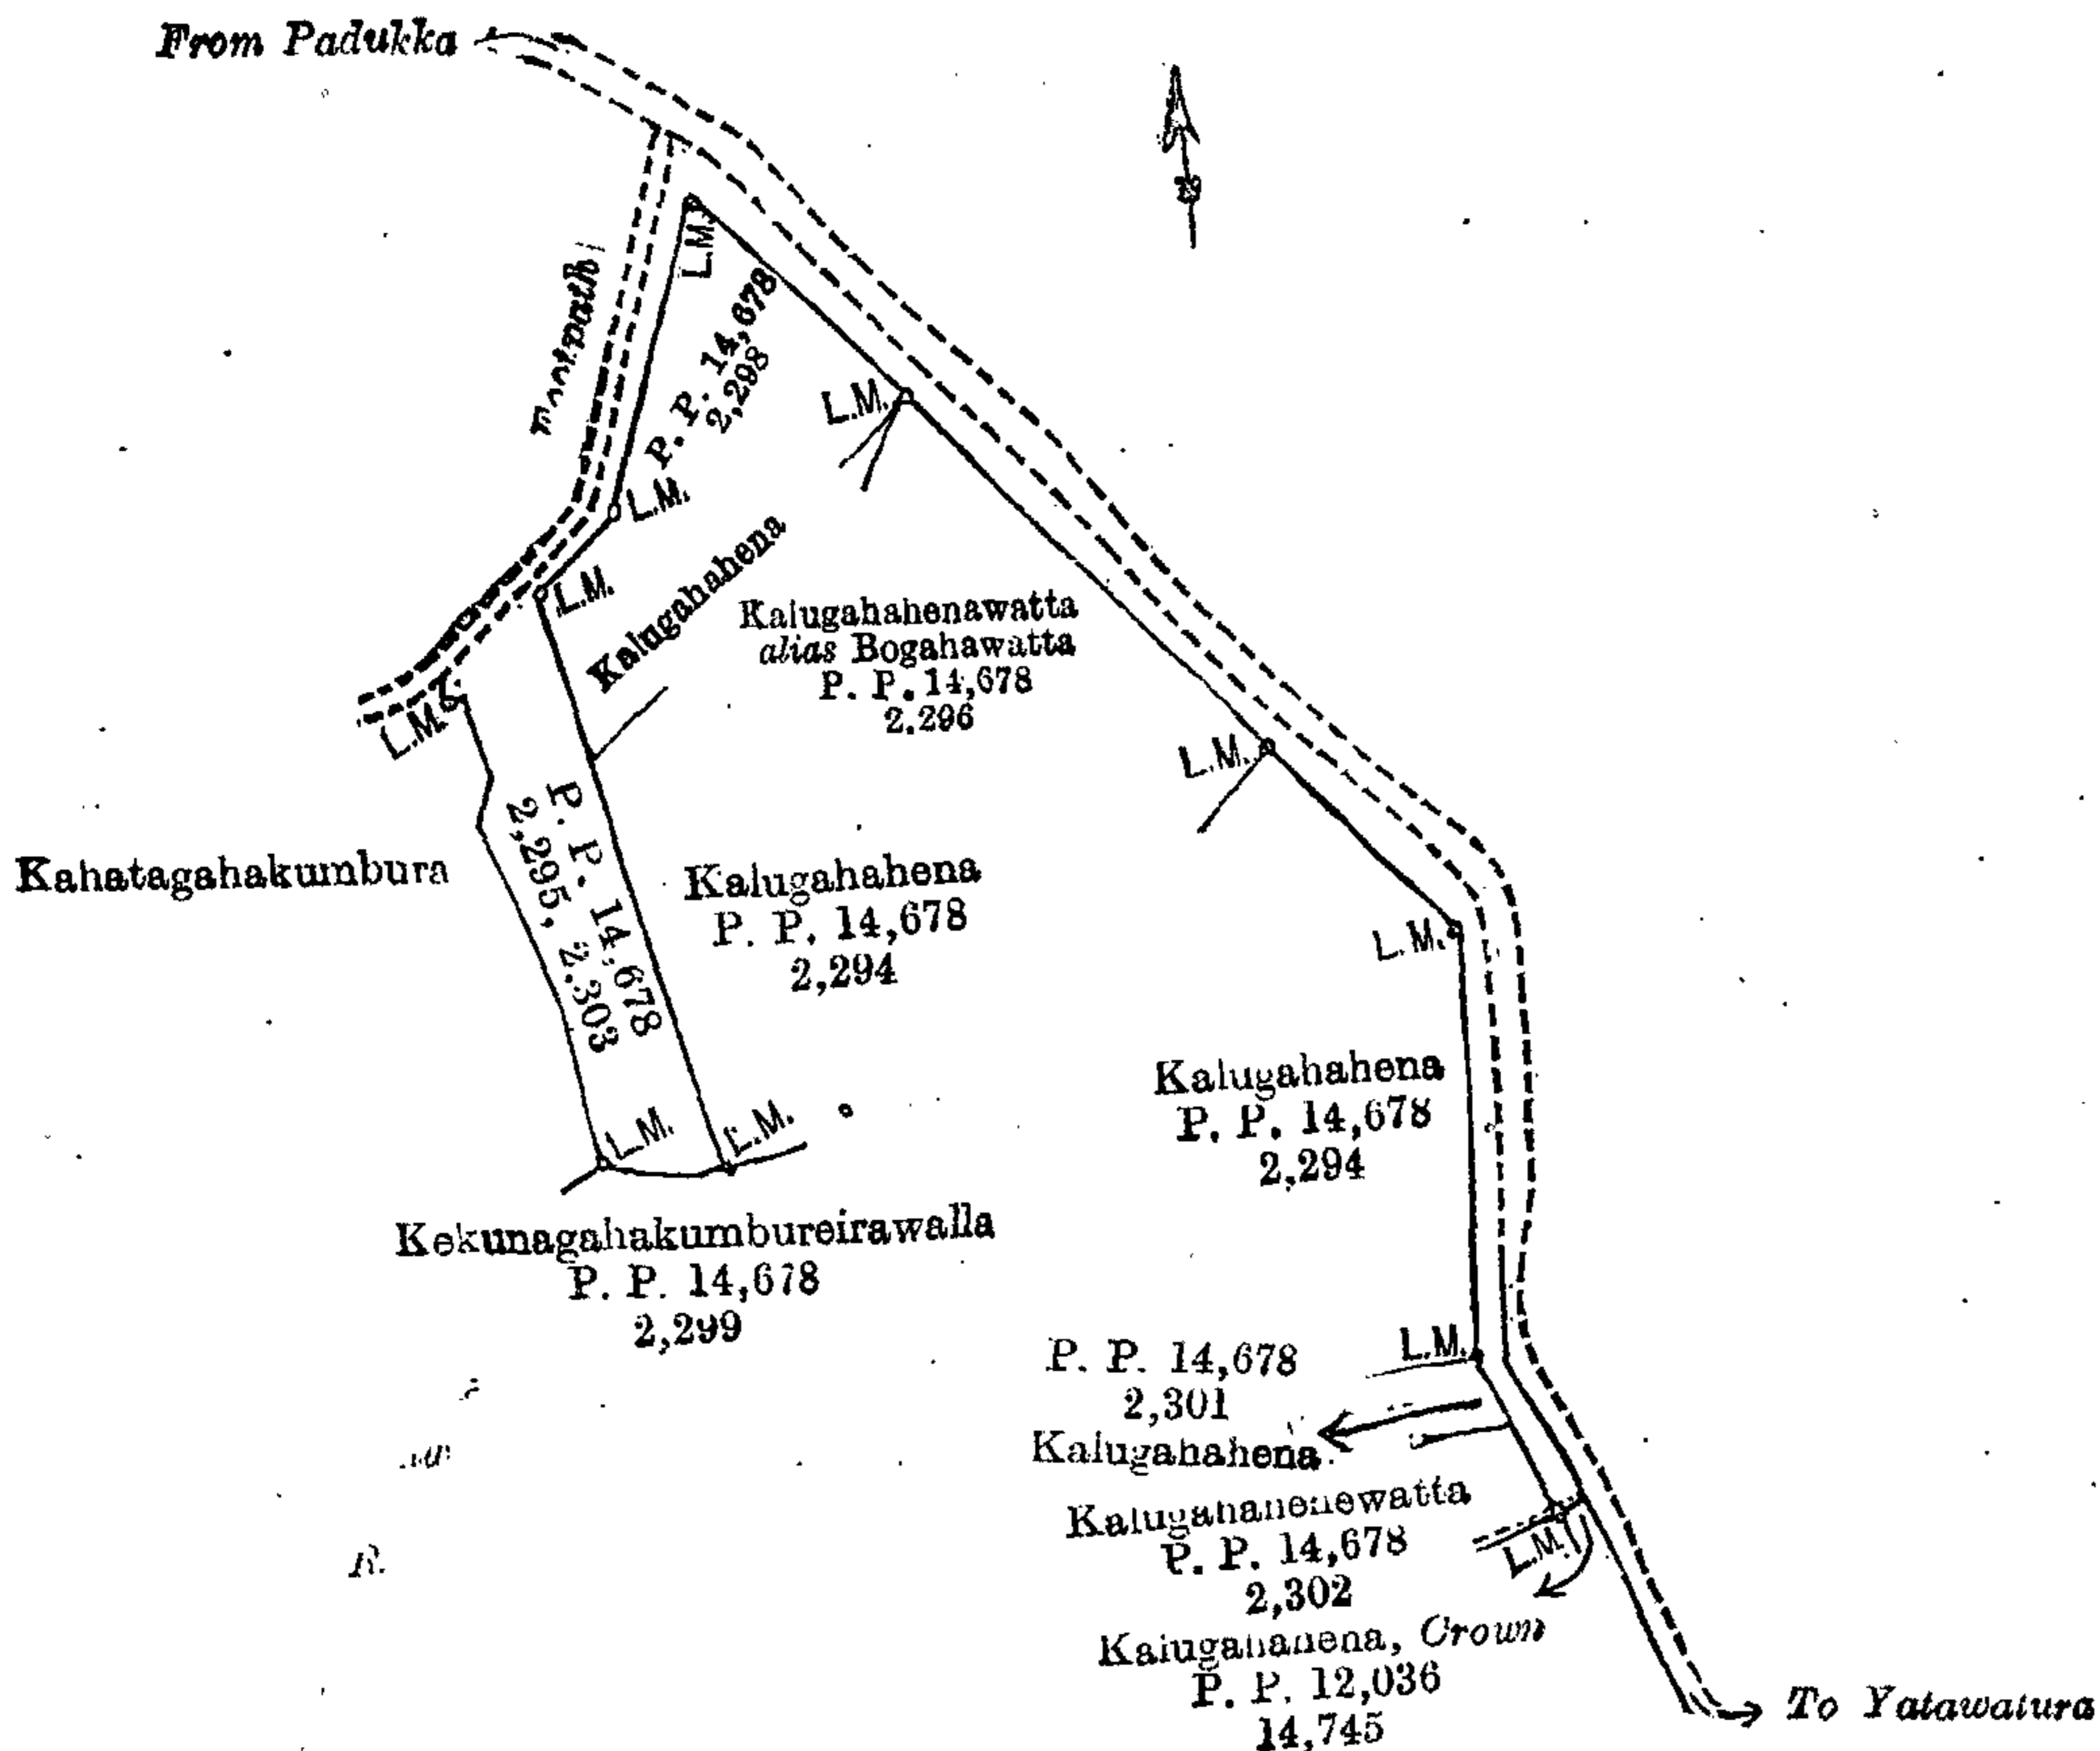 From Padukka
Footpath
L.M.
P. P. 14,678
2,298
L.M.
L.M.
L.M.
Kalugahahena
Kalugahahenawatta
alias Bogahawatta
P. P. 14,678
2.296
L.M.
L.M.
P. P. 14,678
2,295, 2.303
Kahatagahakumbura
Kalugahahena
P. P. 14,678
2,294
L.M.
Kalugahahena
P. P. 14,678
2,294
L.M.
L.M.
Kekunagahakumbureirawalla
P. P. 14,678
2,299
L.M.
P. P. 14,678
2,301
Kalugahahena
Kalugahahenewatta
P. P. 14,678
2,302
L.M.
Kalugahahena, Crown
P. P. 12,036
14,745
To Yatawatura
R.